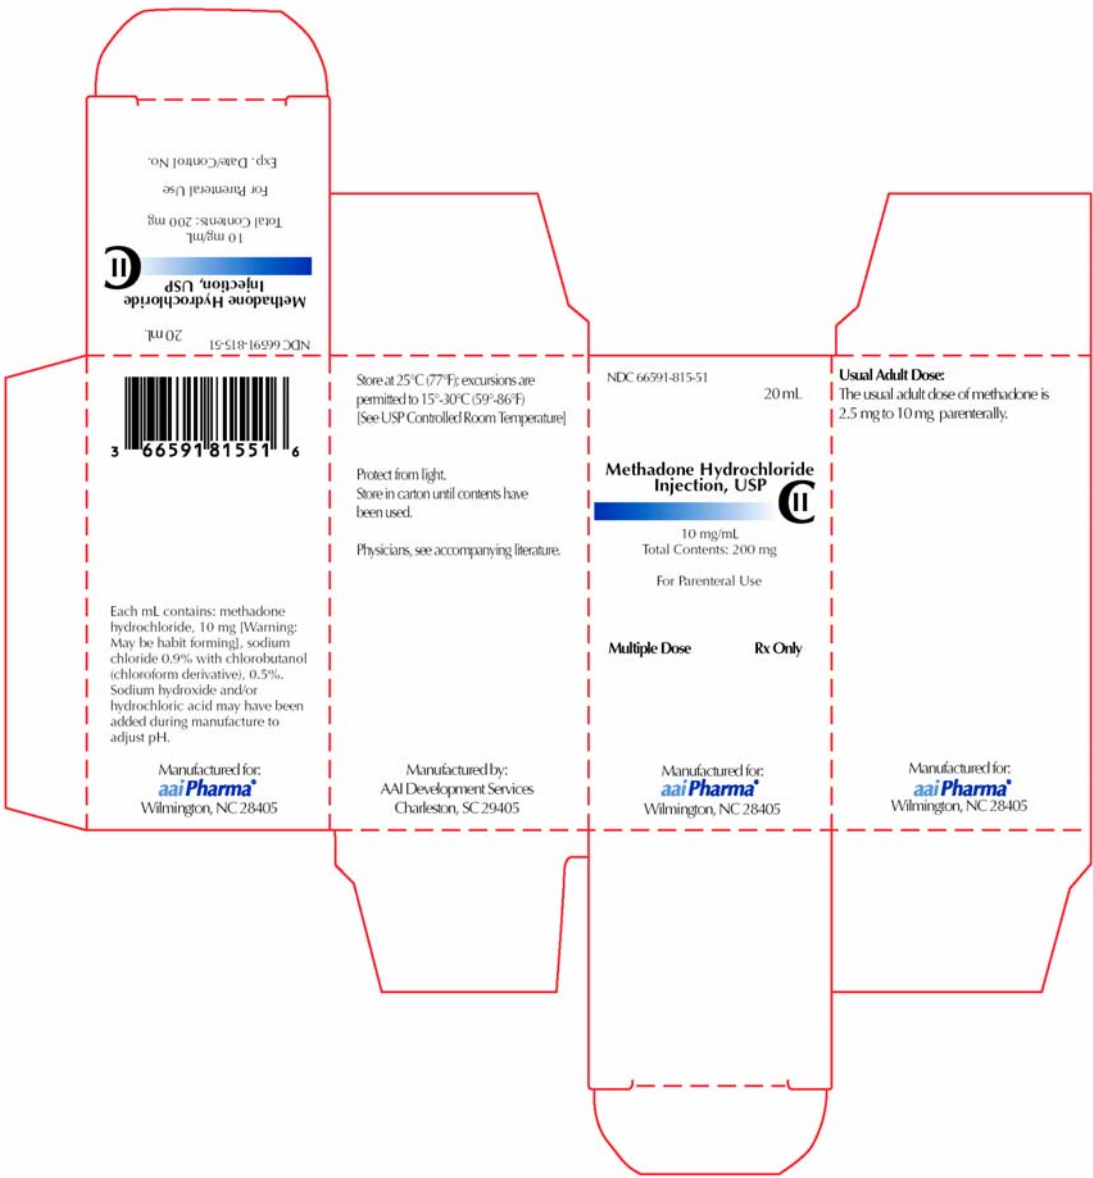 Exp. Date/Control No.
For Parenteral Use
Total Contents: 200 mg
10 mg/mL
CII
Injection, USP
Methadone Hydrochloride
20 mL
NDC 66591-815-51
3 66591 81551 6
Each mL contains: methadone
hydrochloride, 10 mg [Warning:
May be habit forming], sodium
chloride 0.9% with chlorobutanol
(chloroform derivative), 0.5%.
Sodium hydroxide and/or
hydrochloric acid may have been
added during manufacture to
adjust pH.
Manufactured for:
aaiPharma®
Wilmington, NC 28405
Store at 25°C (77°F); excursions are
permitted to 15°-30°C (59°-86°F)
[See USP Controlled Room Temperature]
Protect from light.
Store in carton until contents have
been used.
Physicians, see accompanying literature.
Manufactured by:
AAI Development Services
Charleston, SC 29405
NDC 66591-815-51
20 mL
Methadone Hydrochloride
Injection, USP
CII
10 mg/mL
Total Contents: 200 mg
For Parenteral Use
Multiple Dose Rx Only
Manufactured for:
aaiPharma®
Wilmington, NC 28405
Usual Adult Dose:
The usual adult dose of methadone is
2.5 mg to 10 mg parenterally.
Manufactured for:
aaiPharma®
Wilmington, NC 28405